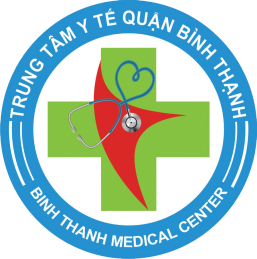 TRUNG TÂM Y TẾ QUẬN BÌNH THẠNH
BINH THANH MEDICAL CENTER